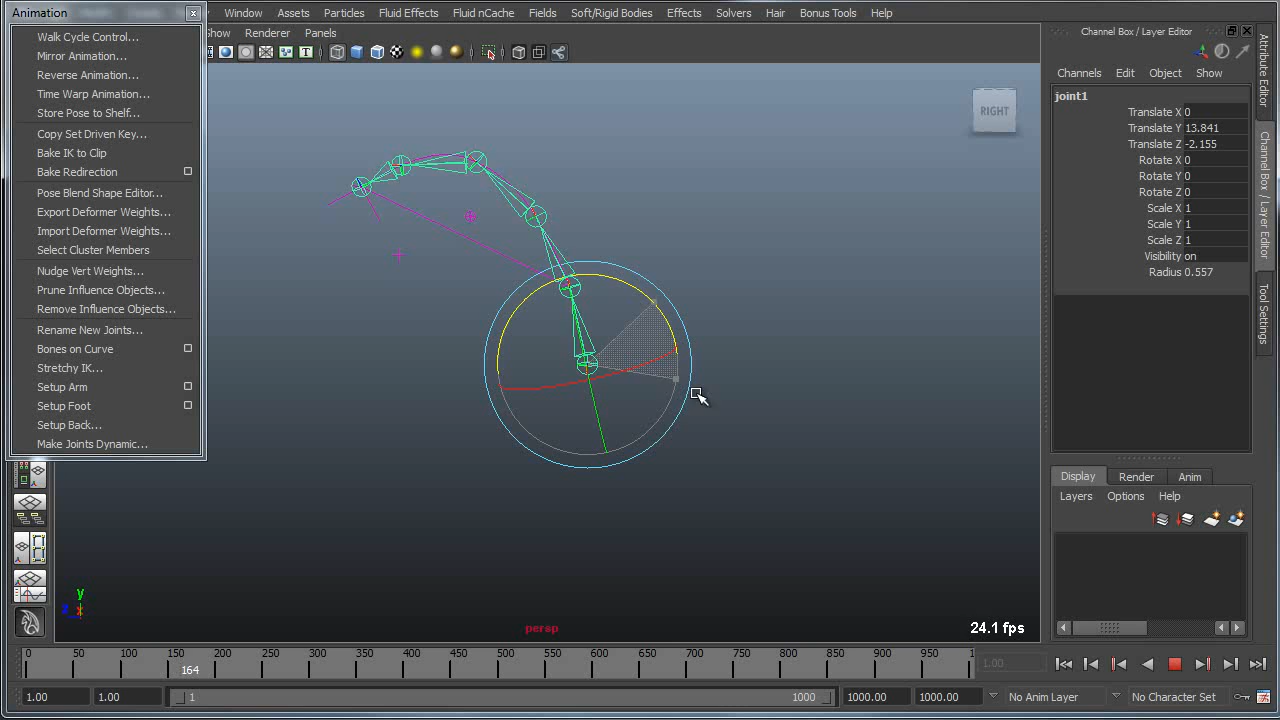 Animation
Window Assets Particles Fluid Effects Fluid nCache Fields Soft/Rigid Bodies Effects Solvers Hair Bonus Tools Help
Renderer Panels
Walk Cycle Control...
Mirror Animation...
Reverse Animation...
Time Warp Animation...
Store Pose to Shelf...
Copy Set Driven Key...
Bake IK to Clip
Bake Redirection
Pose Blend Shape Editor...
Export Deformer Weights...
Import Deformer Weights...
Select Cluster Members
Nudge Vert Weights...
Prune Influence Objects...
Remove Influence Objects...
Rename New Joints...
Bones on Curve
Stretchy IK...
Setup Arm
Setup Foot
Setup Back...
Make Joints Dynamic...
RIGHT
y
z x
persp
24.1 fps
Channel Box / Layer Editor
Channels Edit Object Show
joint1
Translate X 0
Translate Y 13.841
Translate Z -2.155
Rotate X 0
Rotate Y 0
Rotate Z 0
Scale X 1
Scale Y 1
Scale Z 1
Visibility on
Radius 0.557
Display Render Anim
Layers Options Help
Attribute Editor
Channel Box / Layer Editor
Tool Settings
0 50 100 150 200 250 300 350 400 450 500 550 600 650 700 750 800 850 900 950 1
164
1.00
1.00 1.00 1 1000 1000.00 1000.00 No Anim Layer No Character Set